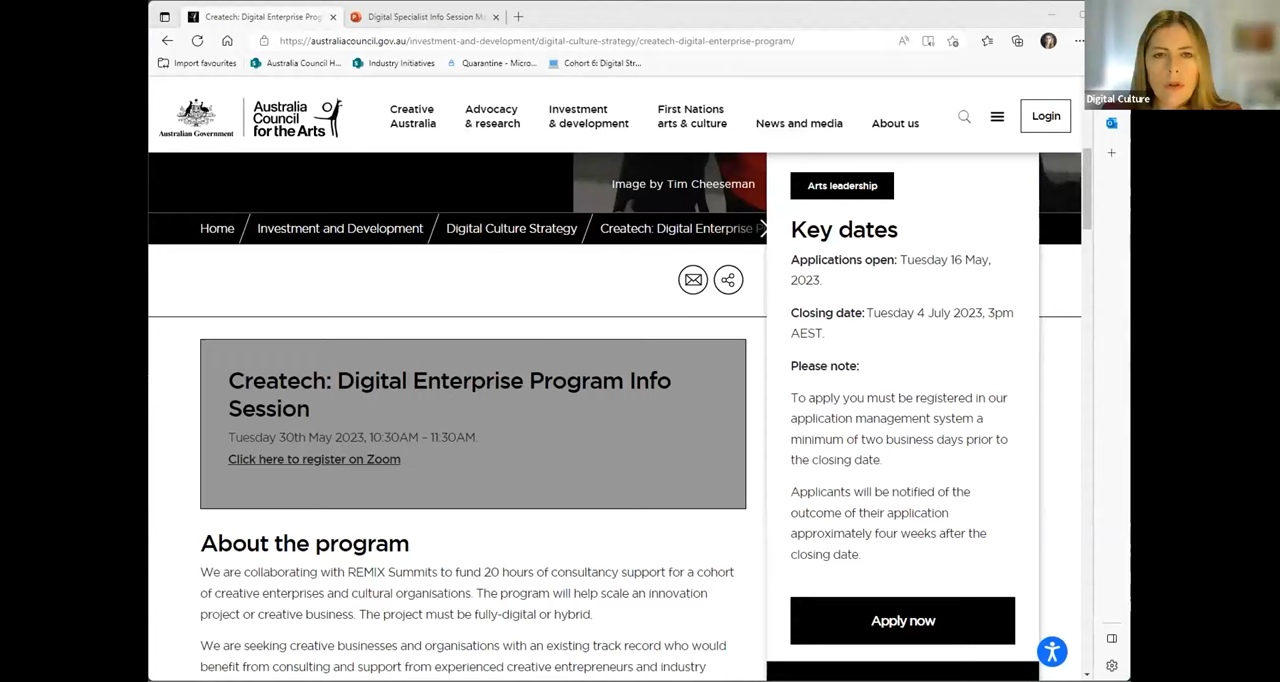 Createch: Digital Enterprise Prog
Digital Specialist Info Session M
https://australiacouncil.gov.au/investment-and-development/digital-culture-strategy/createch-digital-enterprise-program/
Import favourites
Australia Council H...
Industry Initiatives
Quarantine - Micro...
Cohort 6: Digital Str...
Digital Culture
Australian Government
Australia
Council
for the Arts
Creative
Australia
Advocacy
& research
Investment
& development
First Nations
arts & culture
News and media
About us
Login
Image by Tim Cheeseman
Home
Investment and Development
Digital Culture Strategy
Createch: Digital Enterprise P
Createch: Digital Enterprise Program Info
Session
Tuesday 30th May 2023, 10:30AM - 11:30AM.
Click here to register on Zoom
About the program
We are collaborating with REMIX Summits to fund 20 hours of consultancy support for a cohort
of creative enterprises and cultural organisations. The program will help scale an innovation
project or creative business. The project must be fully-digital or hybrid.
We are seeking creative businesses and organisations with an existing track record who would
benefit from consulting and support from experienced creative entrepreneurs and industry
Arts leadership
Key dates
Applications open: Tuesday 16 May,
2023.
Closing date: Tuesday 4 July 2023, 3pm
AEST.
Please note:
To apply you must be registered in our
application management system a
minimum of two business days prior to
the closing date.
Applicants will be notified of the
outcome of their application
approximately four weeks after the
closing date.
Apply now